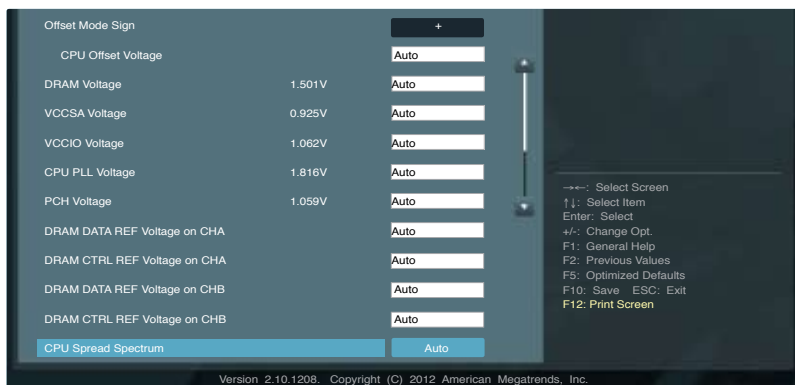 Offset Mode Sign +
CPU Offset Voltage Auto
DRAM Voltage 1.501V Auto
VCCSA Voltage 0.925V Auto
VCCIO Voltage 1.062V Auto
CPU PLL Voltage 1.816V Auto
PCH Voltage 1.059V Auto
DRAM DATA REF Voltage on CHA Auto
DRAM CTRL REF Voltage on CHA Auto
DRAM DATA REF Voltage on CHB Auto
DRAM CTRL REF Voltage on CHB Auto
CPU Spread Spectrum Auto
→←: Select Screen
↑↓: Select Item
Enter: Select
+/-: Change Opt.
F1: General Help
F2: Previous Values
F5: Optimized Defaults
F10: Save ESC: Exit
F12: Print Screen
Version 2.10.1208. Copyright (C) 2012 American Megatrends, Inc.